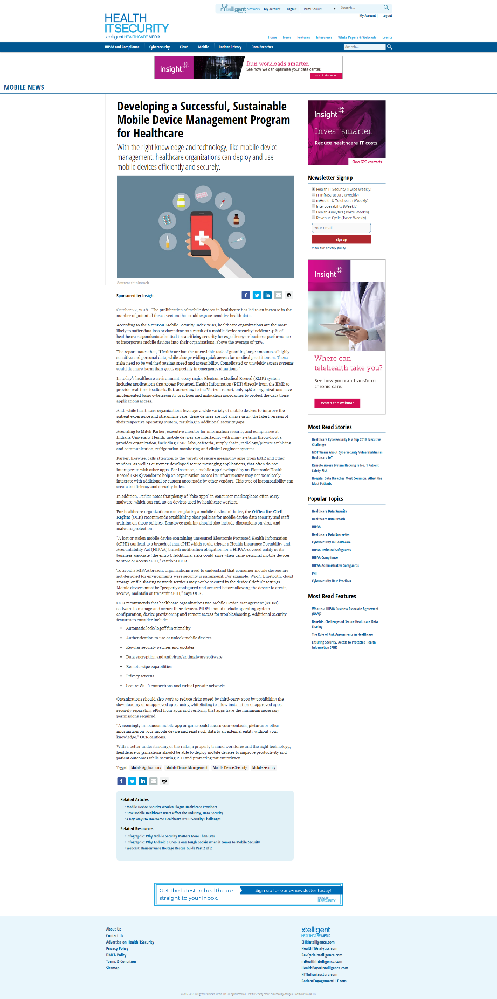 xtelligent Network My Account Logout HealthITSecurity Search...
My Account Logout
HEALTH
ITSECURITY
xtelligent HEALTHCARE MEDIA
Home News Features Interviews White Papers & Webcasts Events
HIPAA and Compliance Cybersecurity Cloud Mobile Patient Privacy Data Breaches Search...
Insight.
Run workloads smarter.
See how we can optimize your data center.
Watch the video
MOBILE NEWS
Developing a Successful, Sustainable
Mobile Device Management Program
for Healthcare
With the right knowledge and technology, like mobile device
management, healthcare organizations can deploy and use
mobile devices efficiently and securely.
Source: thinkstock
Sponsored by Insight
October 22, 2018 - The proliferation of mobile devices in healthcare has led to an increase in the
number of potential threat vectors that could expose sensitive health data.
According to the Verizon Mobile Security Index 2018, healthcare organizations are the most
likely to suffer data loss or downtime as a result of a mobile device security incident: 41% of
healthcare respondents admitted to sacrificing security for expediency or business performance
to incorporate mobile devices into their organizations, above the average of 32%.
The report states that, "Healthcare has the unenviable task of guarding large amounts of highly
sensitive and personal data, while also providing quick access for medical practitioners. These
risks need to be weighed against speed and accessibility. Complicated or unwieldy access systems
could do more harm than good, especially in emergency situations."
In today's healthcare environment, every major Electronic Medical Record (EMR) system
includes applications that access Protected Health Information (PHI) directly from the EMR to
provide real-time feedback. But, according to the Verizon report, only 14% of organizations have
implemented basic cybersecurity practices and mitigation approaches to protect the data these
applications access.
And, while healthcare organizations leverage a wide variety of mobile devices to improve the
patient experience and streamline care, these devices are not always using the latest version of
their respective operating system, resulting in additional security gaps.
According to Mitch Parker, executive director for information security and compliance at
Indiana University Health, mobile devices are interfacing with many systems throughout a
provider organization, including EMR, labs, cafeteria, supply chain, radiology/picture archiving
and communication, refrigeration monitoring and clinical engineer systems.
Parker, likewise, calls attention to the variety of secure messaging apps from EMR and other
vendors, as well as customer-developed secure messaging applications, that often do not
interoperate with other apps. For instance, a mobile app developed by an Electronic Health
Record (EHR) vendor to help an organization access its infrastructure may not seamlessly
integrate with additional or custom apps made by other vendors. This type of incompatibility can
create inefficiency and security holes.
In addition, Parker notes that plenty of "fake apps" in consumer marketplaces often carry
malware, which can end up on devices used by healthcare workers.
For healthcare organizations contemplating a mobile device initiative, the Office for Civil
Rights (OCR) recommends establishing clear policies for mobile device data security and staff
training on those policies. Employee training should also include discussions on virus and
malware protection.
"A lost or stolen mobile device containing unsecured Electronic Protected Health Information
(ePHI) can lead to a breach of that ePHI which could trigger a Health Insurance Portability and
Accountability Act (HIPAA) breach notification obligation for a HIPAA-covered entity or its
business associate (the entity). Additional risks could arise when using personal mobile devices
to store or access ePHI," cautions OCR.
To avoid a HIPAA breach, organizations need to understand that consumer mobile devices are
not designed for environments were security is paramount. For example, Wi-Fi, Bluetooth, cloud
storage or file sharing network services may not be secured in the devices' default settings.
Mobile devices must be "properly configured and secured before allowing the device to create,
receive, maintain or transmit ePHI," says OCR.
OCR recommends that healthcare organizations use Mobile Device Management (MDM)
software to manage and secure their devices. MDM should include operating system
configuration, device provisioning and remote access for troubleshooting. Additional security
features to consider include:
• Automatic lock/logoff functionality
• Authentication to use or unlock mobile devices
• Regular security patches and updates
• Data encryption and antivirus/antimalware software
• Remote wipe capabilities
• Privacy screens
• Secure Wi-Fi connections and virtual private networks
Organizations should also work to reduce risks posed by third-party apps by prohibiting the
downloading of unapproved apps, using whitelisting to allow installation of approved apps,
securely separating ePHI from apps and verifying that apps have the minimum necessary
permissions required.
"A seemingly innocuous mobile app or game could access your contacts, pictures or other
information on your mobile device and send such data to an external entity without your
knowledge," OCR cautions.
With a better understanding of the risks, a properly trained workforce and the right technology,
healthcare organizations should be able to deploy mobile devices to improve productivity and
patient outcomes while securing PHI and protecting patient privacy.
Tagged Mobile Applications Mobile Device Management Mobile Device Security Mobile Security
Related Articles
• Mobile Device Security Worries Plague Healthcare Providers
• How Mobile Healthcare Users Affect the Industry, Data Security
• 4 Key Ways to Overcome Healthcare BYOD Security Challenges
Related Resources
• Infographic: Why Mobile Security Matters More Than Ever
• Infographic: Why Android 8 Oreo is one Tough Cookie when it comes to Mobile Security
• Webcast: Ransomware Hostage Rescue Guide Part 2 of 2
Insight.
Invest smarter.
Reduce healthcare IT costs.
Shop GPO contracts
Newsletter Signup
Health IT Security (Twice Weekly)
IT Infrastructure (Weekly)
mHealth & Telehealth (Weekly)
Interoperability (Weekly)
Health Analytics (Twice Weekly)
Revenue Cycle (Twice Weekly)
Your email
sign up
view our privacy policy
Insight.
Where can
telehealth take you?
See how you can transform
chronic care.
Watch the webinar
Most Read Stories
Healthcare Cybersecurity Is a Top 2019 Executive
Challenge
NIST Warns About Cybersecurity Vulnerabilities in
Healthcare IoT
Remote Access System Hacking Is No. 1 Patient
Safety Risk
Hospital Data Breaches Most Common, Affect the
Most Patients
Popular Topics
Healthcare Data Security
Healthcare Data Breach
HIPAA
Healthcare Data Encryption
Cybersecurity in Healthcare
HIPAA Technical Safeguards
HIPAA Compliance
HIPAA Administrative Safeguards
PHI
Cybersecurity Best Practices
Most Read Features
What is a HIPAA Business Associate Agreement
(BAA)?
Benefits, Challenges of Secure Healthcare Data
Sharing
The Role of Risk Assessments in Healthcare
Ensuring Security, Access to Protected Health
Information (PHI)
Get the latest in healthcare
straight to your inbox.
Sign up for our e-newsletter today!
HEALTH
ITSECURITY
About Us
Contact Us
Advertise on HealthITSecurity
Privacy Policy
DMCA Policy
Terms & Condition
Sitemap
xtelligent
HEALTHCARE MEDIA
EHRIntelligence.com
HealthITAnalytics.com
RevCycleIntelligence.com
mHealthIntelligence.com
HealthPayerIntelligence.com
HITInfrastructure.com
PatientEngagementHIT.com
©2012-2019 Xtelligent Healthcare Media, LLC. All rights reserved. HealthITSecurity.com is published by Xtelligent Healthcare Media, LLC